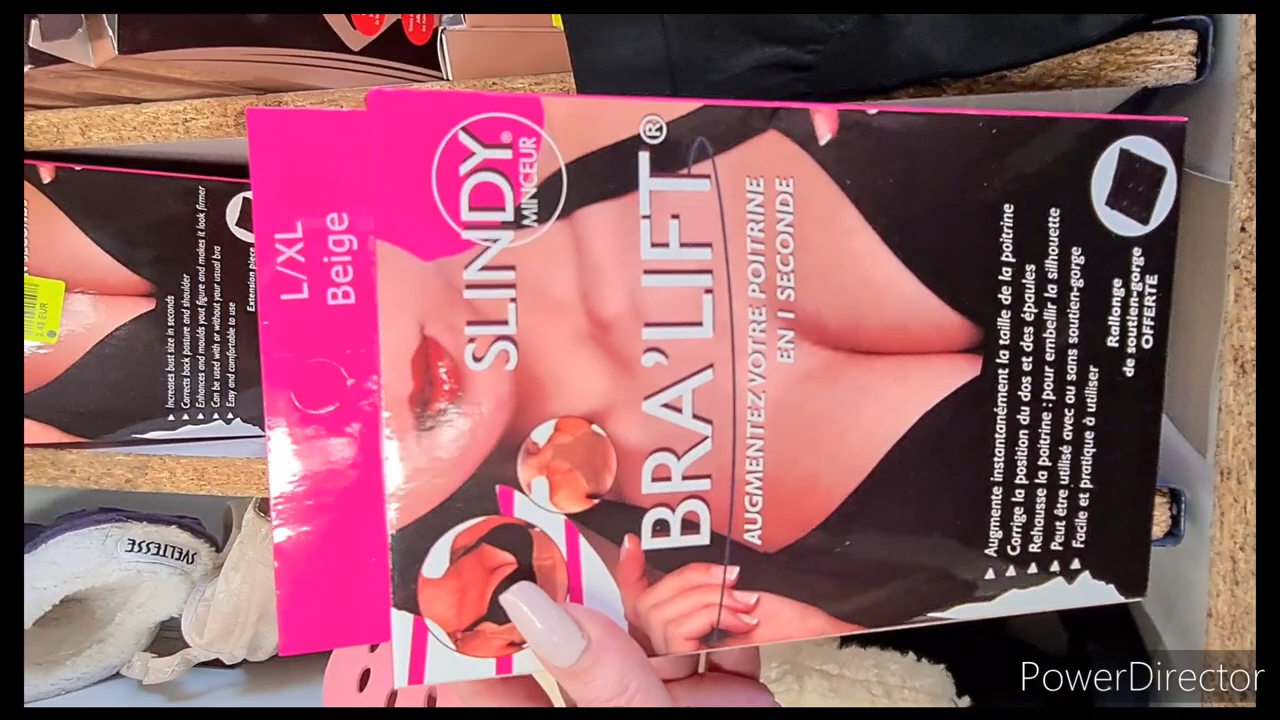 L/XL
Beige
SLINDY®
MINCEUR
BRA'LIFT®
AUGMENTEZ VOTRE POITRINE
EN 1 SECONDE
Augmente instantanément la taille de la poitrine
Corrige la position du dos et des épaules
Rehausse la poitrine : pour embellir la silhouette
Peut être utilisé avec ou sans soutien-gorge
Facile et pratique à utiliser
Rallonge
de soutien-gorge
OFFERTE
Increases bust size in seconds
Corrects back posture and shoulder
Enhances and moulds yout figure and makes it look firmer
Can be used with or without your usual bra
Easy and comfortable to use
Extension piece
SVELTESSE
PowerDirector